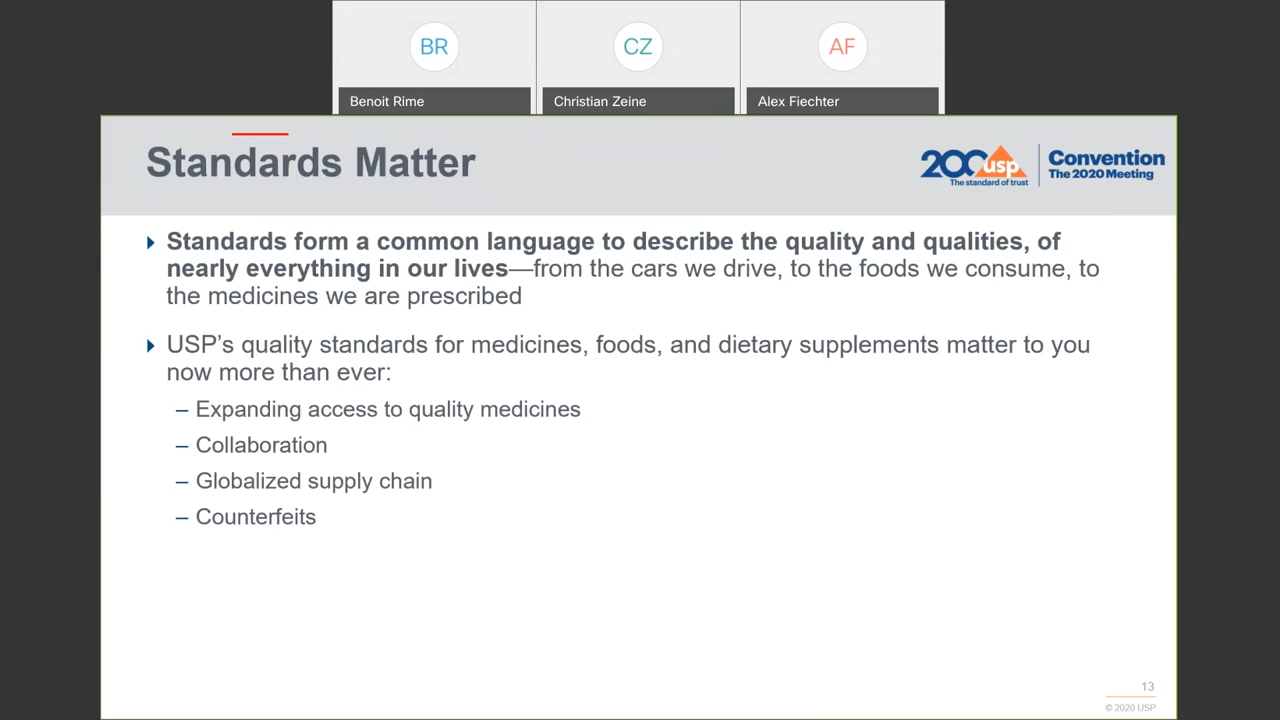 BR
CZ
AF
Benoit Rime
Christian Zeine
Alex Fiechter
Standards Matter
200 usp
The standard of trust
Convention
The 2020 Meeting
Standards form a common language to describe the quality and qualities, of
nearly everything in our lives—from the cars we drive, to the foods we consume, to
the medicines we are prescribed
USP’s quality standards for medicines, foods, and dietary supplements matter to you
now more than ever:
– Expanding access to quality medicines
– Collaboration
– Globalized supply chain
– Counterfeits
13
© 2020 USP